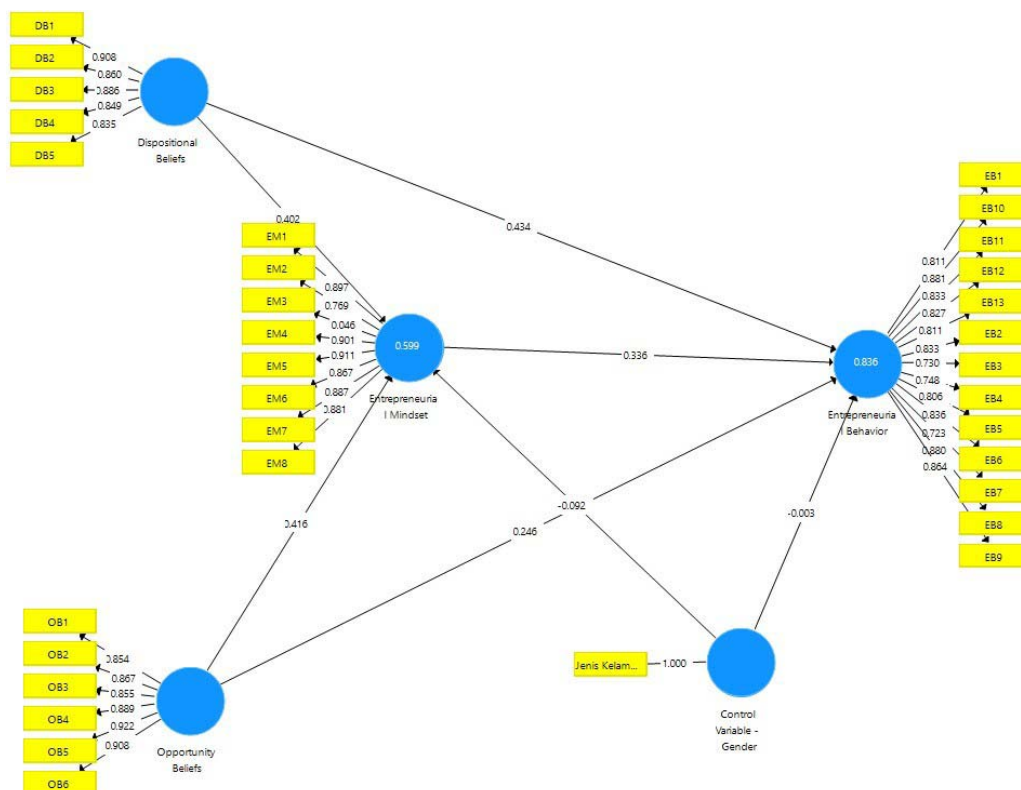 DB1
DB2
DB3
DB4
DB5
0.908
0.860
0.886
0.849
0.835
Dispositional
Beliefs
0.402
0.434
EM1
EM2
EM3
EM4
EM5
EM6
EM7
EM8
0.897
0.769
0.046
0.901
0.911
0.867
0.887
0.881
0.599
Entrepreneuria
l Mindset
0.336
EB1
EB10
EB11
EB12
EB13
EB2
EB3
EB4
EB5
EB6
EB7
EB8
EB9
0.811
0.881
0.833
0.827
0.811
0.833
0.730
0.748
0.806
0.836
0.723
0.880
0.864
0.836
Entrepreneuria
l Behavior
0.416
0.246
-0.092
-0.003
OB1
OB2
OB3
OB4
OB5
OB6
0.854
0.867
0.855
0.889
0.922
0.908
Opportunity
Beliefs
Jenis Kelam...
1.000
Control
Variable -
Gender